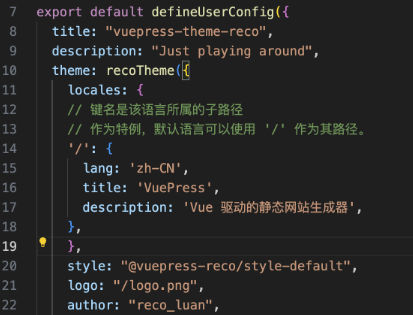 7 export default defineUserConfig({
8 title: "vuepress-theme-reco",
9 description: "Just playing around",
10 theme: recoTheme({
11 locales: {
12 // 键名是该语言所属的子路径
13 // 作为特例，默认语言可以使用 '/' 作为其路径。
14 '/': {
15 lang: 'zh-CN',
16 title: 'VuePress',
17 description: 'Vue 驱动的静态网站生成器',
18 },
19 },
20 style: "@vuepress-reco/style-default",
21 logo: "/logo.png",
22 author: "reco_luan",